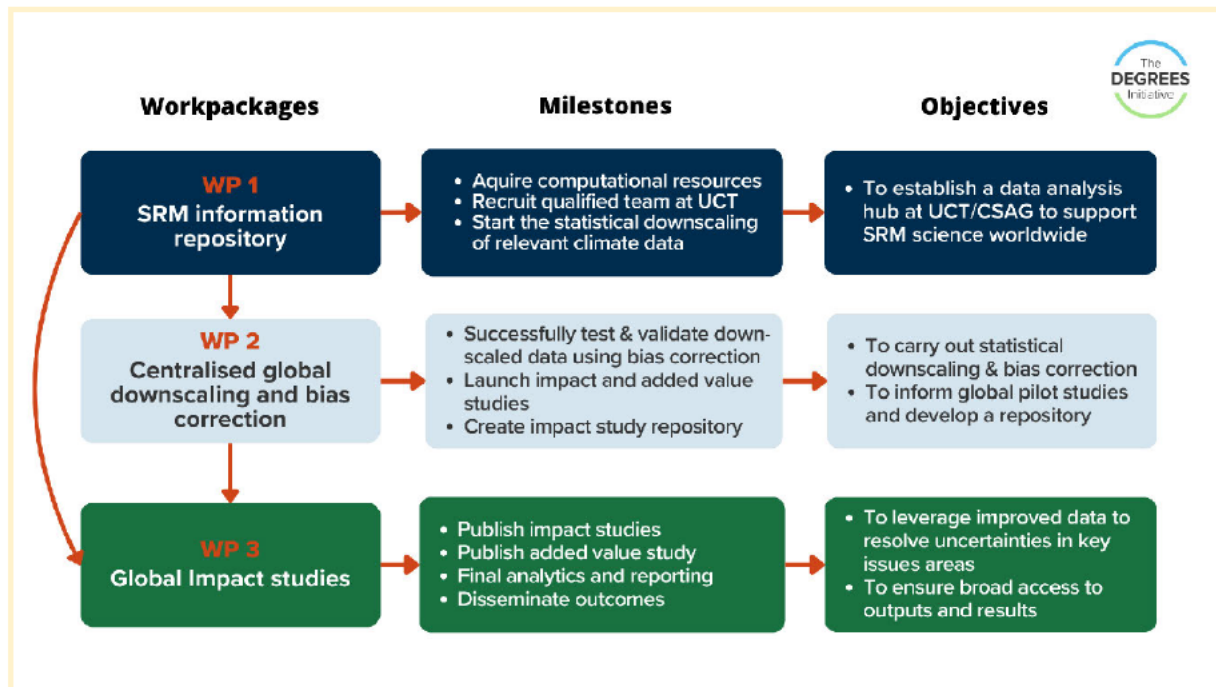 The
DEGREES
Initiative
Workpackages
Milestones
Objectives
WP 1
SRM information
repository
• Aquire computational resources
• Recruit qualified team at UCT
• Start the statistical downscaling
of relevant climate data
• To establish a data analysis
hub at UCT/CSAG to support
SRM science worldwide
WP 2
Centralised global
downscaling and bias
correction
• Successfully test & validate down-
scaled data using bias correction
• Launch impact and added value
studies
• Create impact study repository
• To carry out statistical
downscaling & bias correction
• To inform global pilot studies
and develop a repository
WP 3
Global Impact studies
• Publish impact studies
• Publish added value study
• Final analytics and reporting
• Disseminate outcomes
• To leverage improved data to
resolve uncertainties in key
issues areas
• To ensure broad access to
outputs and results